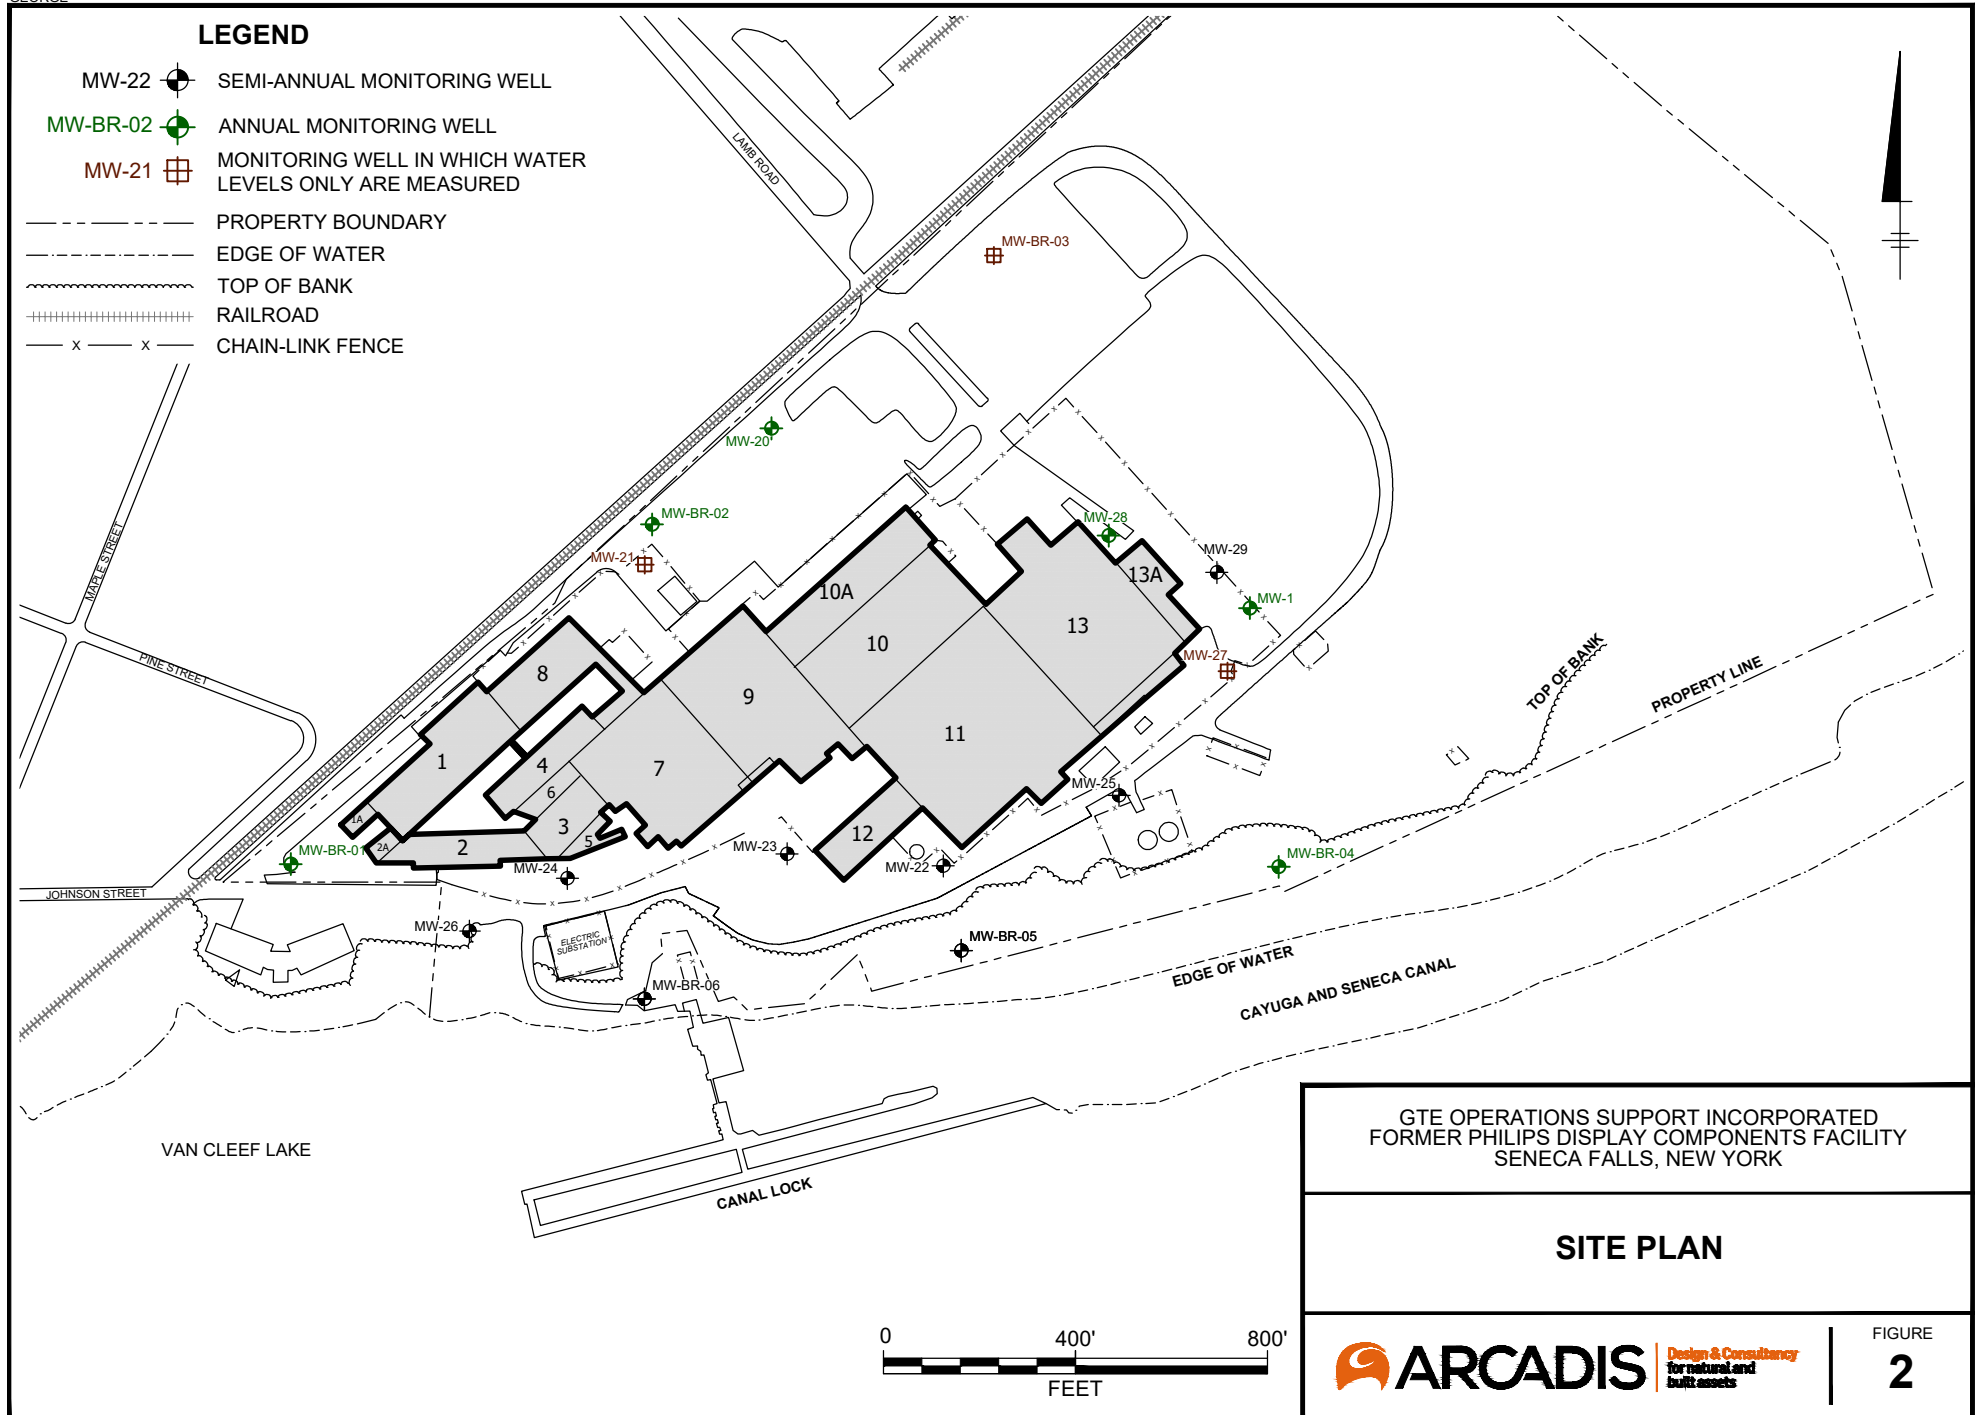 LEGEND
MW-22
SEMI-ANNUAL MONITORING WELL
MW-BR-02
ANNUAL MONITORING WELL
MW-21
MONITORING WELL IN WHICH WATER
LEVELS ONLY ARE MEASURED
PROPERTY BOUNDARY
EDGE OF WATER
TOP OF BANK
RAILROAD
X X
CHAIN-LINK FENCE
LAMB ROAD
MW-BR-03
MW-20
MW-BR-02
MW-21
MW-28
MW-29
MW-1
MW-27
MAPLE STREET
PINE STREET
JOHNSON STREET
10A
10
13
13A
8
9
11
1
4
7
6
3
5
1A
2A
2
12
MW-BR-01
MW-24
MW-23
MW-22
MW-25
MW-26
MW-BR-04
MW-BR-05
MW-BR-06
ELECTRIC
SUBSTATION
TOP OF BANK
PROPERTY LINE
EDGE OF WATER
CAYUGA AND SENECA CANAL
VAN CLEEF LAKE
CANAL LOCK
0 400' 800'
FEET
GTE OPERATIONS SUPPORT INCORPORATED
FORMER PHILIPS DISPLAY COMPONENTS FACILITY
SENECA FALLS, NEW YORK
SITE PLAN
ARCADIS
Design & Consultancy
for natural and
built assets
FIGURE
2